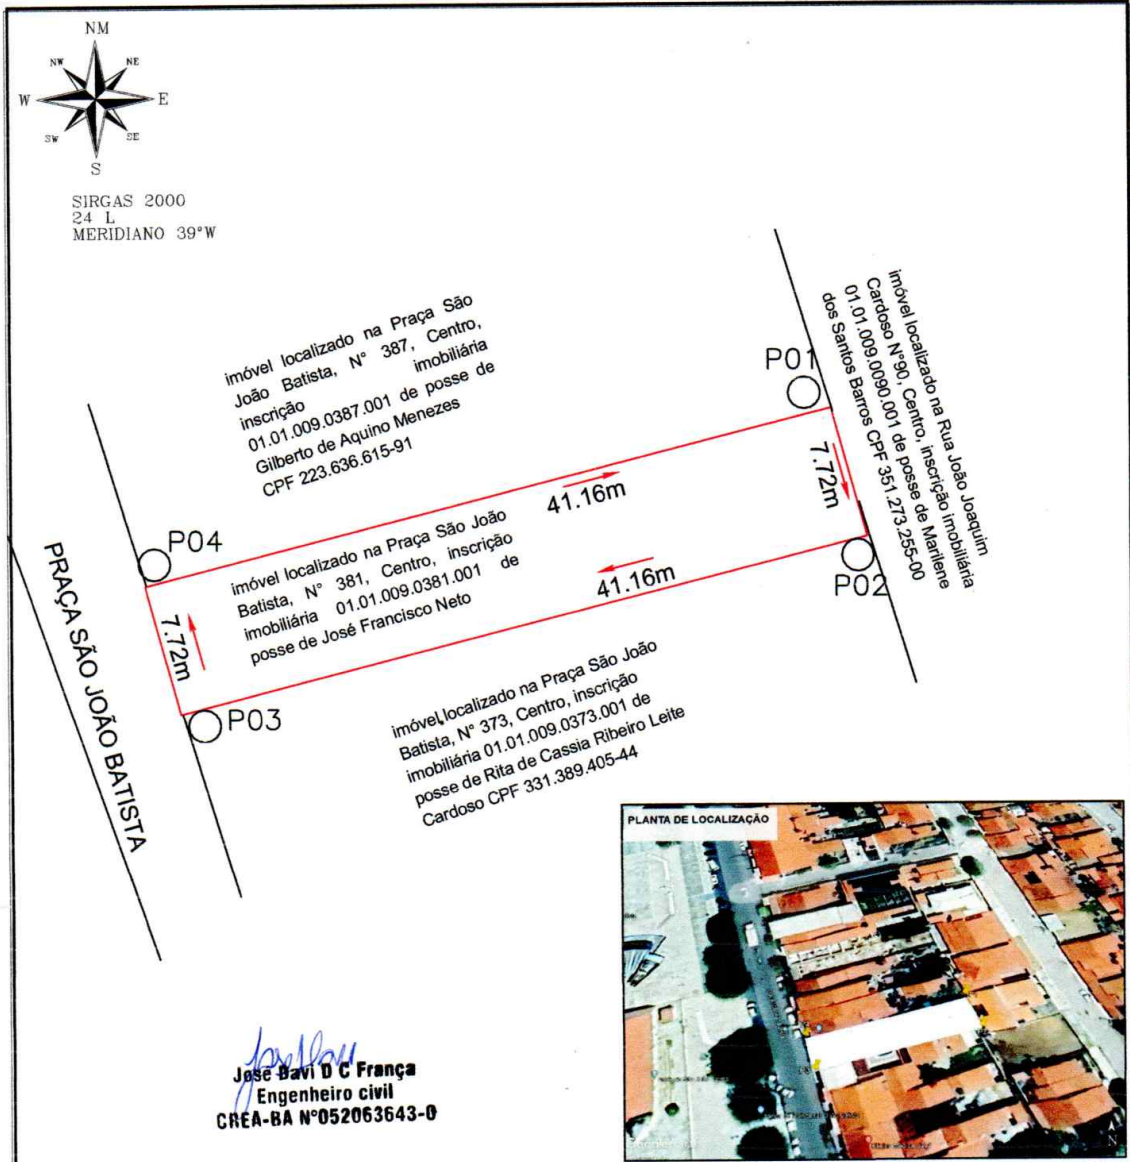 NM
NW NE
W E
SW SE
S
SIRGAS 2000
24 L
MERIDIANO 39°W
imóvel localizado na Praça São
João Batista, N° 387, Centro,
inscrição imobiliária
01.01.009.0387.001 de posse de
Gilberto de Aquino Menezes
CPF 223.636.615-91
P01
imóvel localizado na Rua João Joaquim
Cardoso N°90, Centro, inscrição imobiliária
01.01.009.0090.001 de posse de Marilene
dos Santos Barros CPF 351.273.255-00
7.72m
41.16m
P04
imóvel localizado na Praça São João
Batista, N° 381, Centro, inscrição
imobiliária 01.01.009.0381.001 de
posse de José Francisco Neto
41.16m
P02
7.72m
P03
PRAÇA SÃO JOÃO BATISTA
imóvel localizado na Praça São João
Batista, N° 373, Centro, inscrição
imobiliária 01.01.009.0373.001 de
posse de Rita de Cassia Ribeiro Leite
Cardoso CPF 331.389.405-44
PLANTA DE LOCALIZAÇÃO
José Davi D C França
Engenheiro civil
CREA-BA N°052063643-0